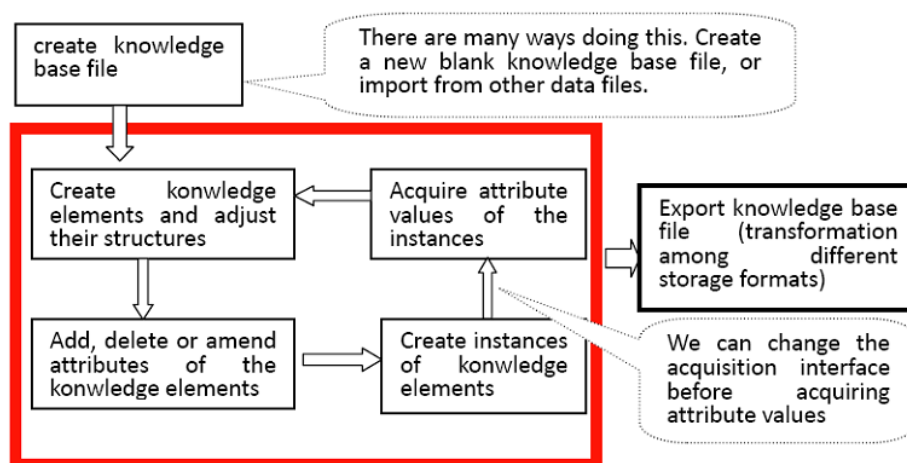 create knowledge
base file
There are many ways doing this. Create
a new blank knowledge base file, or
import from other data files.
Create konwledge
elements and adjust
their structures
Acquire attribute
values of the
instances
Export knowledge base
file (transformation
among different
storage formats)
Add, delete or amend
attributes of the
konwledge elements
Create instances
of konwledge
elements
We can change the
acquisition interface
before acquiring
attribute values